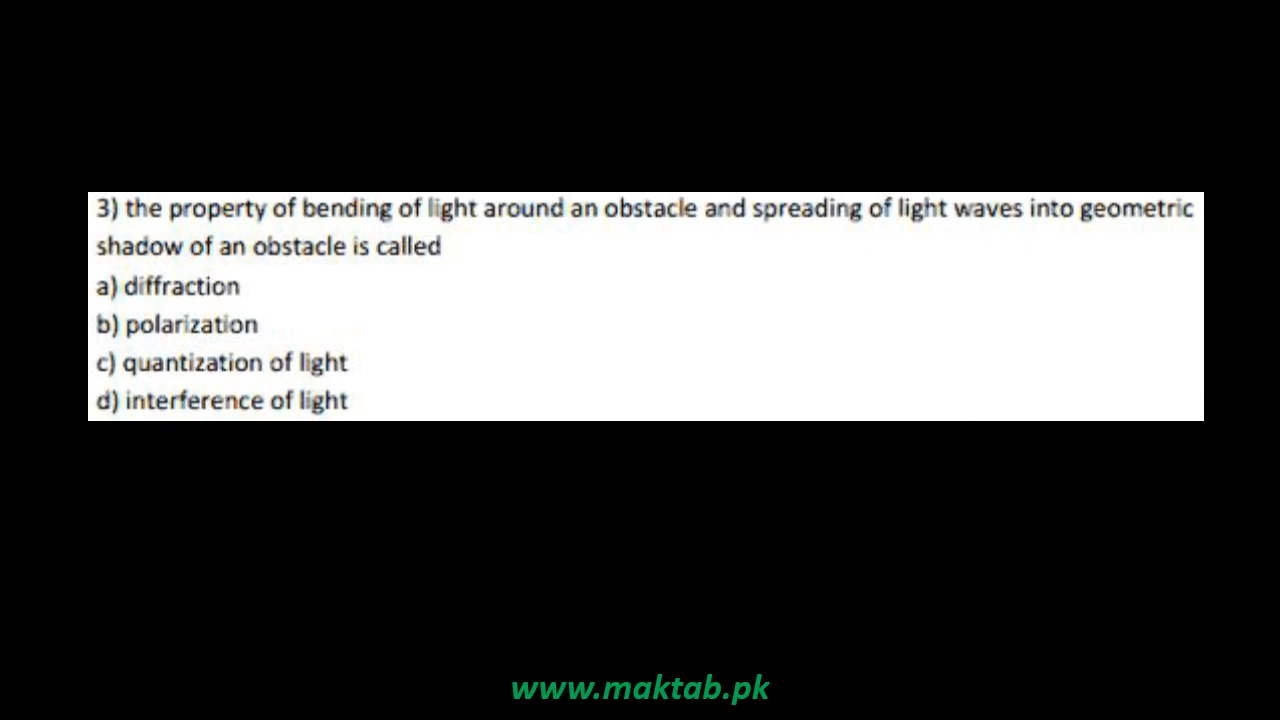 3) the property of bending of light around an obstacle and spreading of light waves into geometric
shadow of an obstacle is called
a) diffraction
b) polarization
c) quantization of light
d) interference of light
www.maktab.pk